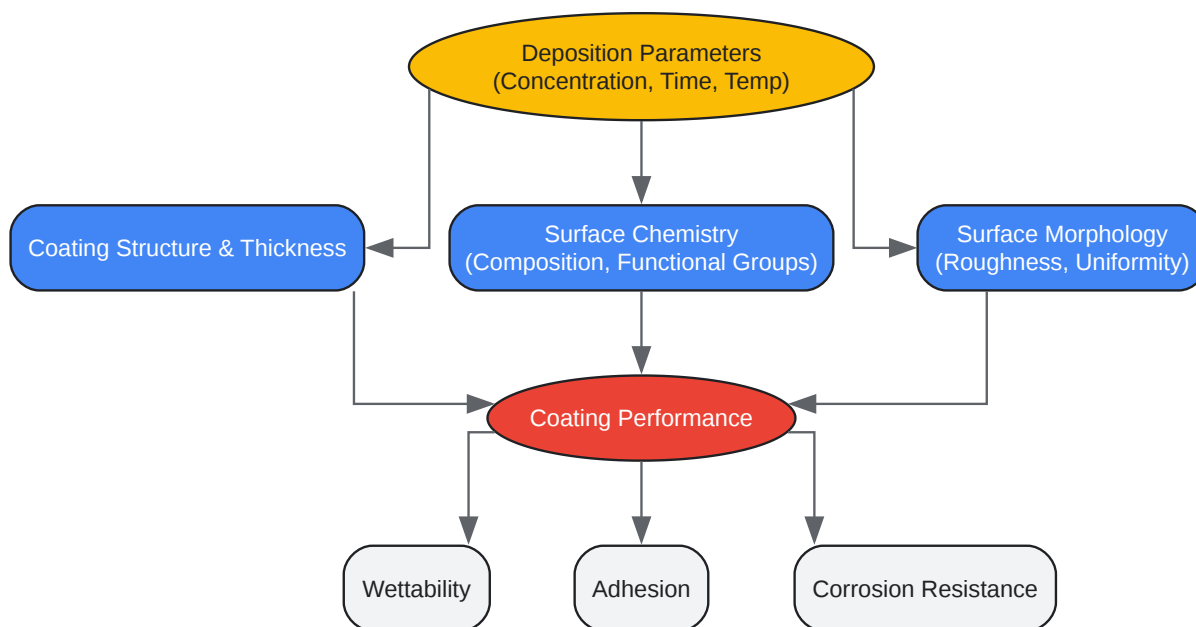 Deposition Parameters
(Concentration, Time, Temp)
Coating Structure & Thickness
Surface Chemistry
(Composition, Functional Groups)
Surface Morphology
(Roughness, Uniformity)
Coating Performance
Wettability
Adhesion
Corrosion Resistance